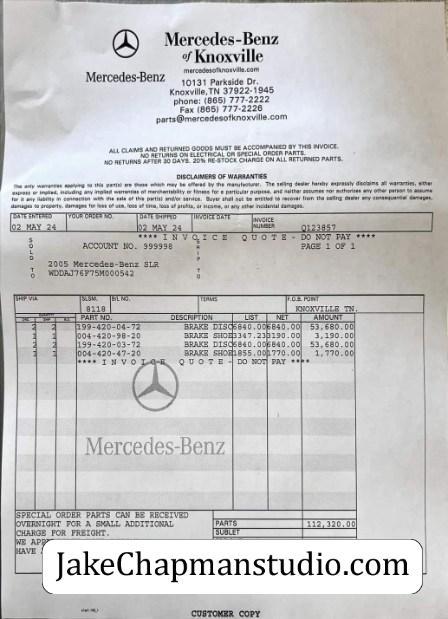 Mercedes-Benz
Mercedes-Benz
of Knoxville
mercedesofknoxville.com
10131 Parkside Dr.
Knoxville, TN 37922-1945
phone: (865) 777-2222
Fax (865) 777-2226
parts@mercedesofknoxville.com
ALL CLAIMS AND RETURNED GOODS MUST BE ACCOMPANIED BY THIS INVOICE.
NO RETURNS ON ELECTRICAL OR SPECIAL ORDER PARTS.
NO RETURNS AFTER 30 DAYS. 20% RE-STOCK CHARGE ON ALL RETURNED PARTS.
DISCLAIMERS OF WARRANTIES
The only warranties applying to this part(s) are those which may be offered by the manufacturer. The selling dealer hereby expressly disclaims all warranties, either
express or implied, including any implied warranties of merchantability or fitness for a particular purpose, and neither assumes nor authorizes any other person to assume
for it any liability in connection with the sale of this part(s) and/or service. Buyer shall not be entitled to recover from the selling dealer any consequential damages,
damages to property, damages for loss of use, loss of time, loss of profits, or income, or any other incidental damages.
DATE ENTERED YOUR ORDER NO. DATE SHIPPED INVOICE DATE INVOICE NUMBER
02 MAY 24 02 MAY 24 Q123857
**** I N V O I C E Q U O T E - DO NOT PAY ****
SOLD TO ACCOUNT NO. 999998 SHIP TO PAGE 1 OF 1
2005 Mercedes-Benz SLR
WDDAJ76F75M000542
SHIP VIA SLSM. B/L NO. TERMS F.O.B. POINT
8118 KNOXVILLE TN.
QUANTITY PART NO. DESCRIPTION LIST NET AMOUNT
ORD. SHIP B.O.
2 2 199-420-04-72 BRAKE DISC 6840.00 6840.00 53,680.00
1 1 004-420-98-20 BRAKE SHOE 3347.23 3190.00 3,190.00
2 2 199-420-03-72 BRAKE DISC 6840.00 6840.00 53,680.00
1 1 004-420-47-20 BRAKE SHOE 1855.00 1770.00 1,770.00
**** I N V O I C E Q U O T E - DO NOT PAY ****
Mercedes-Benz
SPECIAL ORDER PARTS CAN BE RECEIVED
OVERNIGHT FOR A SMALL ADDITIONAL
CHARGE FOR FREIGHT.
PARTS 112,320.00
SUBLET
WE
HAVE
JakeChapmanstudio.com
CUSTOMER COPY